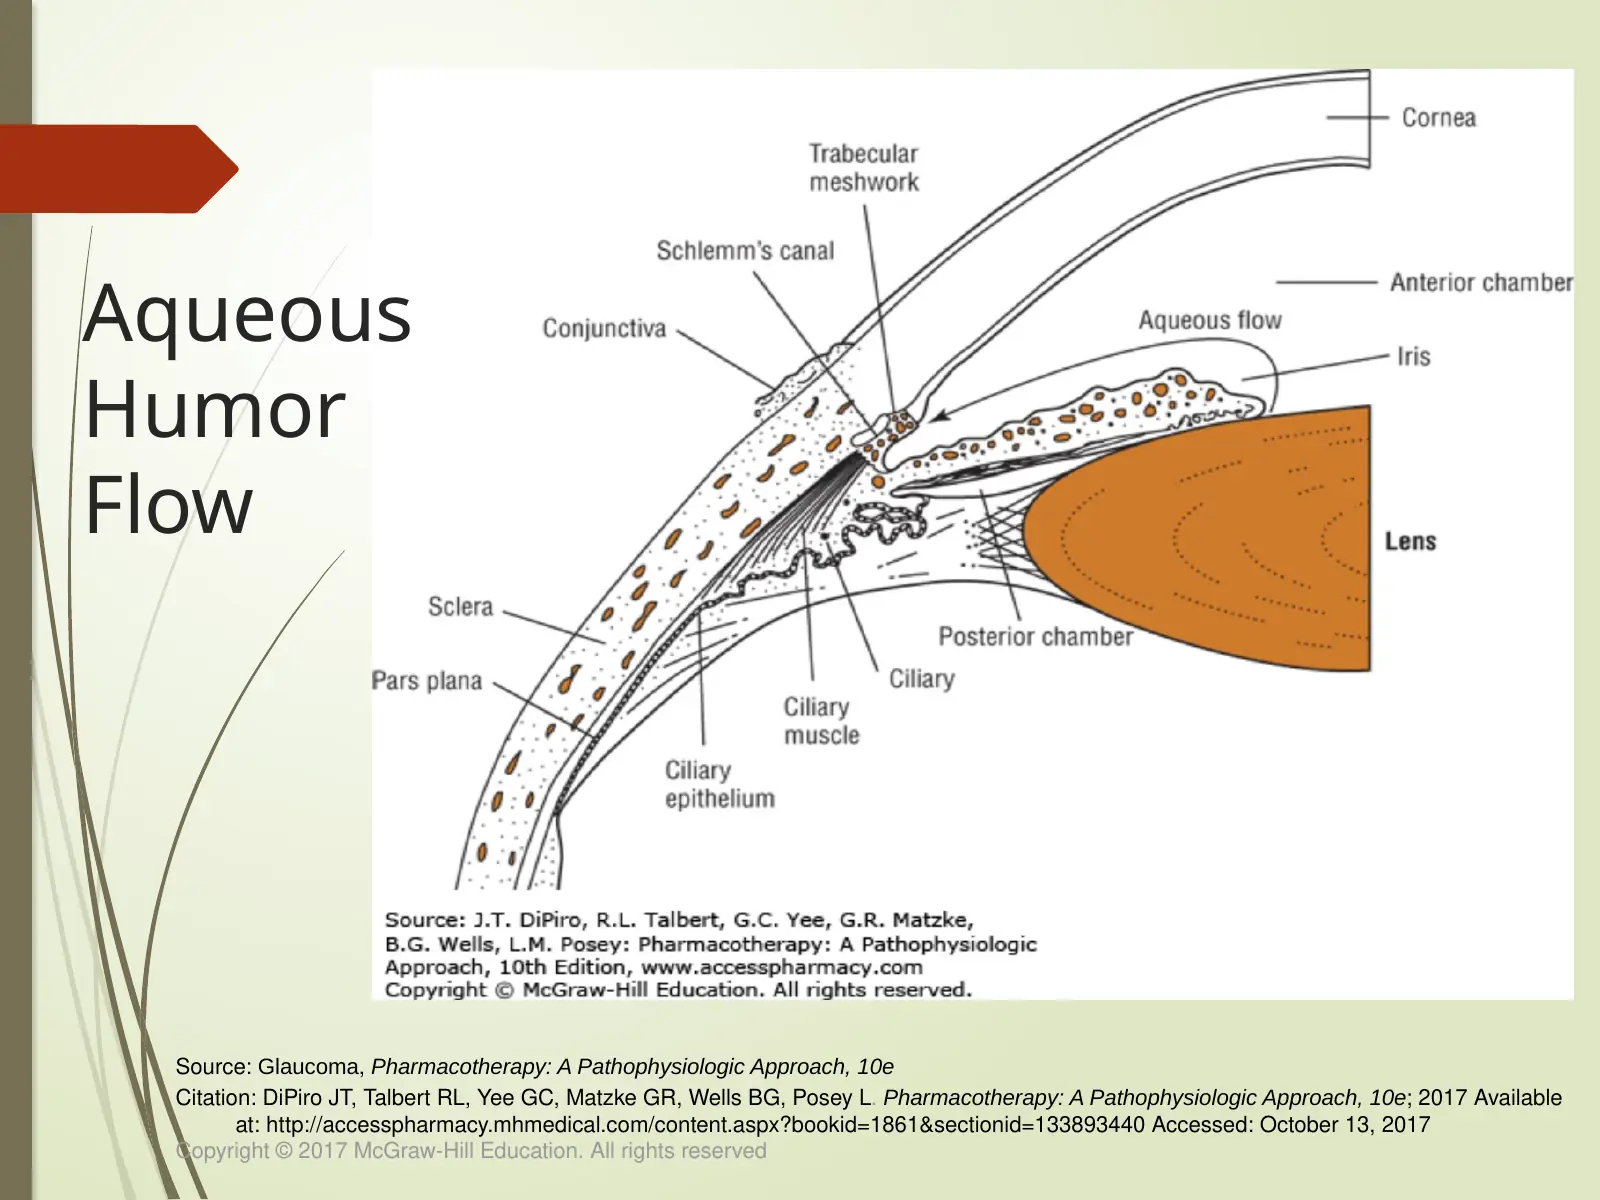 Aqueous
Humor
Flow
Cornea
Trabecular
meshwork
Schlemm's canal
Anterior chamber
Aqueous flow
Conjunctiva
Iris
Lens
Sclera
Posterior chamber
Pars plana
Ciliary
Ciliary
muscle
Ciliary
epithelium
Source: J.T. DiPiro, R.L. Talbert, G.C. Yee, G.R. Matzke,
B.G. Wells, L.M. Posey: Pharmacotherapy: A Pathophysiologic
Approach, 10th Edition, www.accesspharmacy.com
Copyright © McGraw-Hill Education. All rights reserved.
Source: Glaucoma, Pharmacotherapy: A Pathophysiologic Approach, 10e
Citation: DiPiro JT, Talbert RL, Yee GC, Matzke GR, Wells BG, Posey L. Pharmacotherapy: A Pathophysiologic Approach, 10e; 2017 Available
at: http://accesspharmacy.mhmedical.com/content.aspx?bookid=1861&sectionid=133893440 Accessed: October 13, 2017
Copyright © 2017 McGraw-Hill Education. All rights reserved